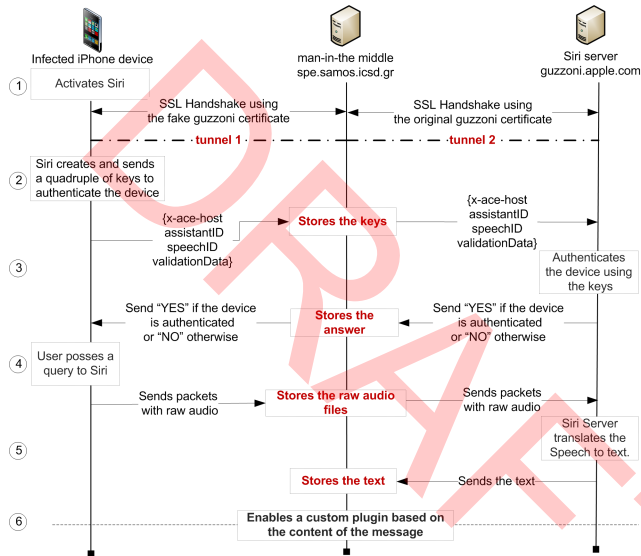 Infected iPhone device
man-in-the middle
spe.samos.icsd.gr
Siri server
guzzoni.apple.com
1
Activates Siri
SSL Handshake using
the fake guzzoni certificate
SSL Handshake using
the original guzzoni certificate
tunnel 1
tunnel 2
2
Siri creates and sends
a quadruple of keys to
authenticate the device
{x-ace-host
assistantID
speechID
validationData}
Stores the keys
{x-ace-host
assistantID
speechID
validationData}
3
Authenticates
the device using
the keys
Send “YES” if the device
is authenticated
or “NO” otherwise
Stores the
answer
Send “YES” if the device
is authenticated
or “NO” otherwise
4
User posses a
query to Siri
Sends packets
with raw audio
Stores the raw audio
files
Sends packets
with raw audio
5
Siri Server
translates the
Speech to text.
Stores the text
Sends the text
6
Enables a custom plugin based on
the content of the message
DRAFT